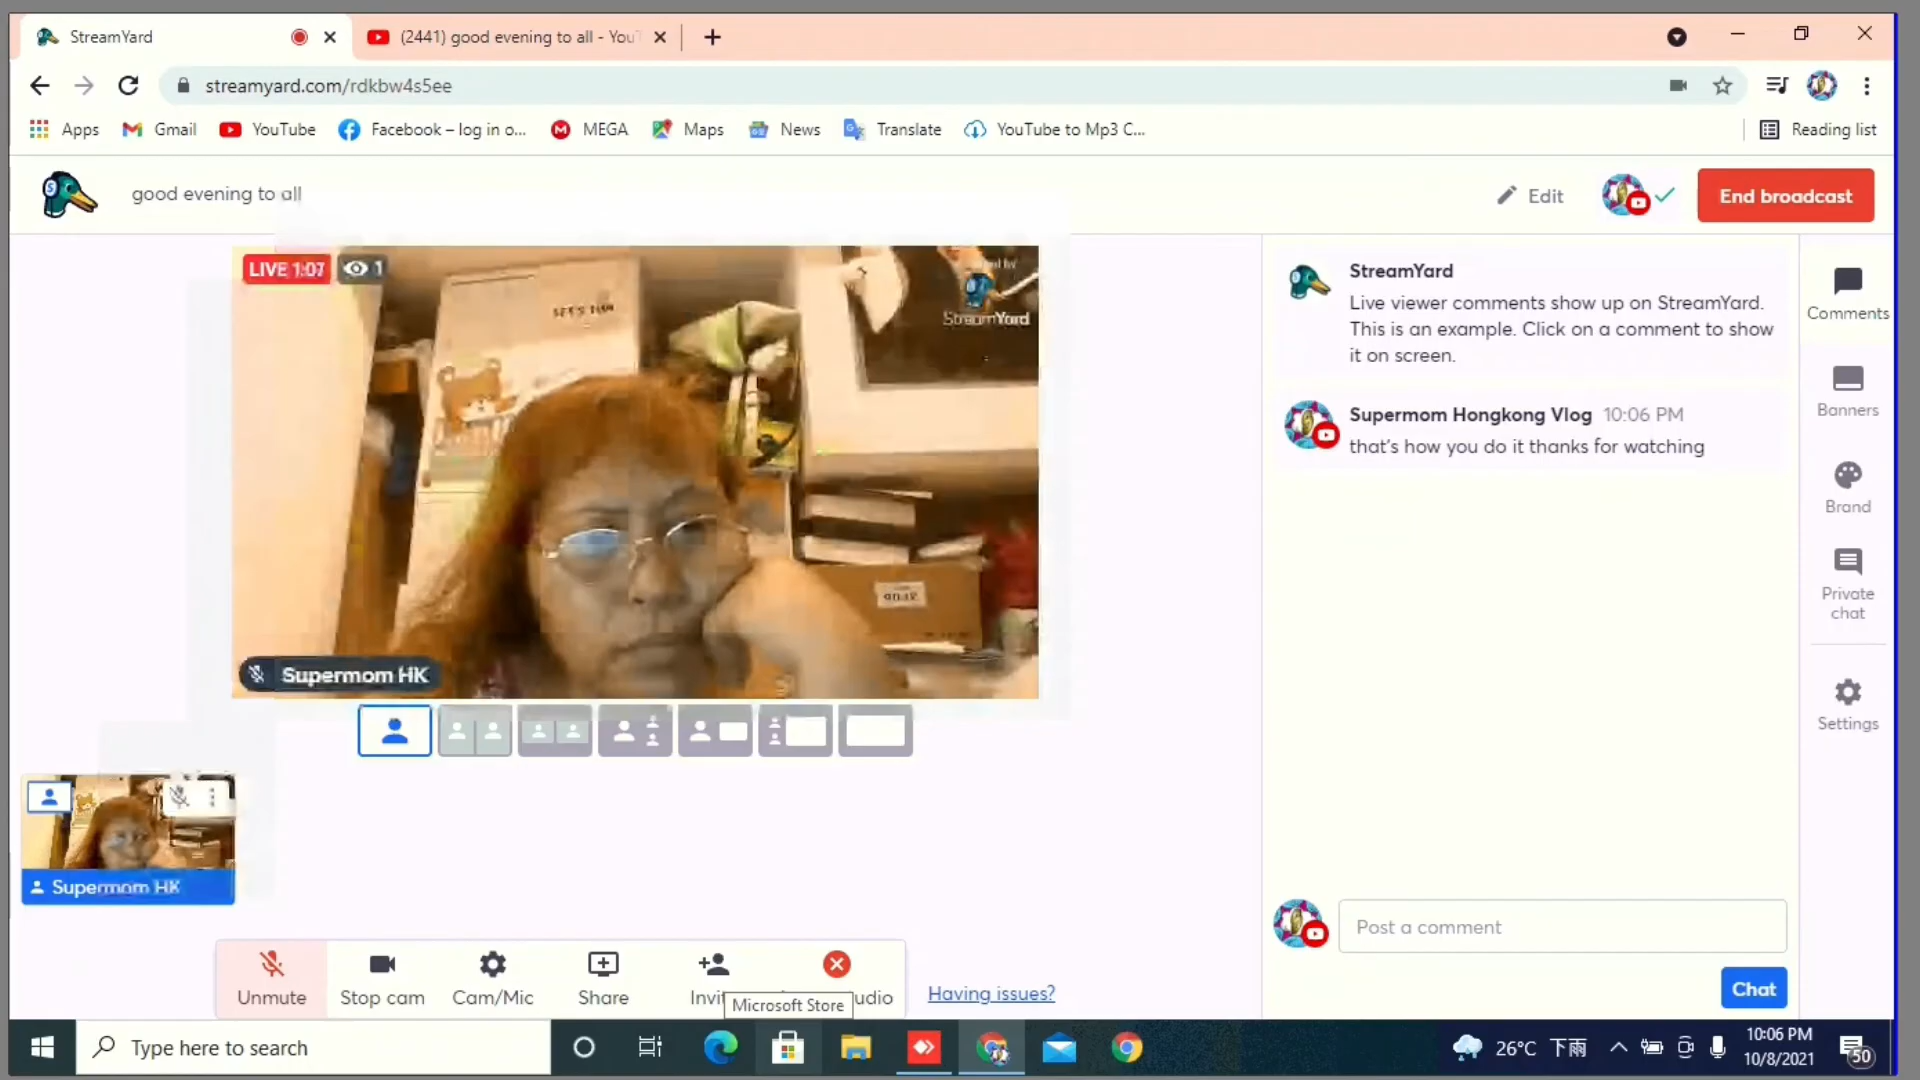 StreamYard
(2441) good evening to all - You
streamyard.com/rdkbw4s5ee
Apps
Gmail
YouTube
Facebook – log in o...
MEGA
Maps
News
Translate
YouTube to Mp3 C...
Reading list
good evening to all
Edit
End broadcast
LIVE 1:07
1
StreamYard
Supermom HK
StreamYard
Live viewer comments show up on StreamYard.
This is an example. Click on a comment to show
it on screen.
Supermom Hongkong Vlog 10:06 PM
that's how you do it thanks for watching
Comments
Banners
Brand
Private
chat
Settings
Supermom HK
Unmute
Stop cam
Cam/Mic
Share
Microsoft Store
Having issues?
Post a comment
Chat
Type here to search
26°C 下雨
10:06 PM
10/8/2021
50